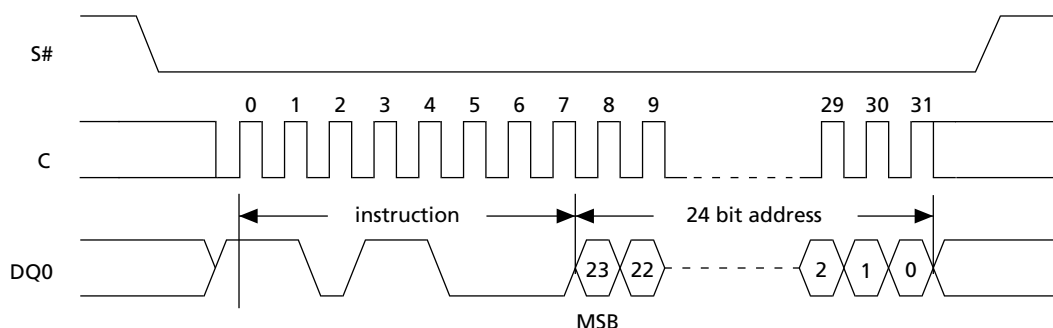 S#
0 1 2 3 4 5 6 7 8 9 29 30 31
C
instruction 24 bit address
DQ0 23 22 2 1 0
MSB